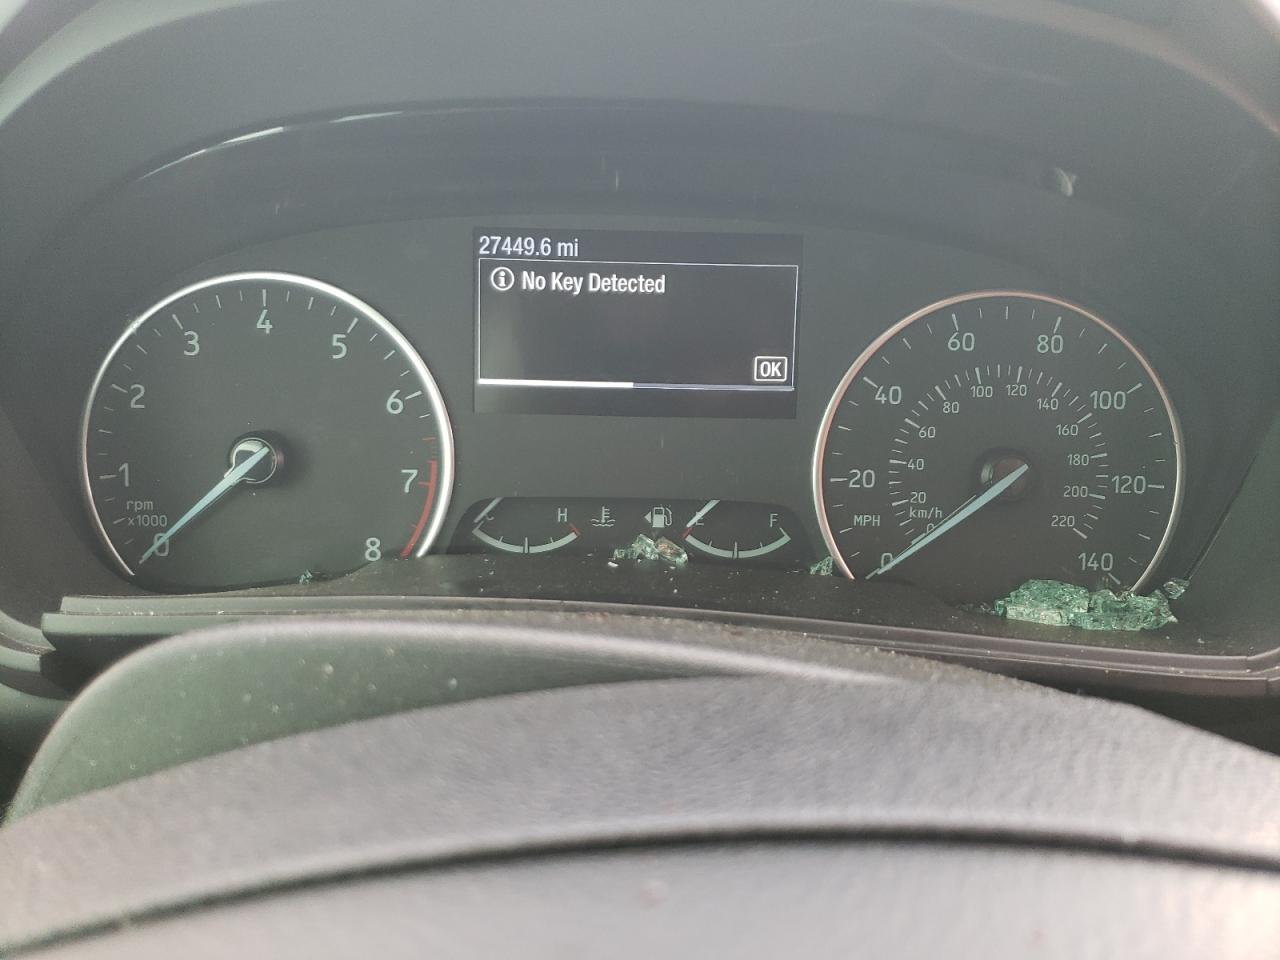 27449.6 mi
No Key Detected
OK
0 1 2 3 4 5 6 7 8
rpm
x1000
C H
E F
0 20 40 60 80 100 120 140
MPH
0 20 40 60 80 100 120 140 160 180 200 220
km/h